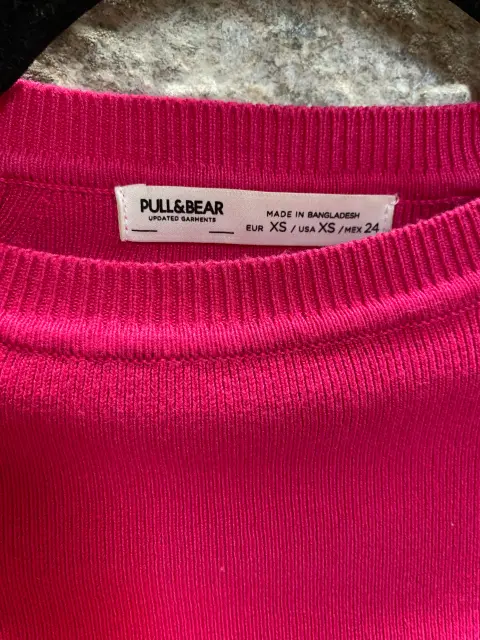 PULL&BEAR
UPDATED GARMENTS
MADE IN BANGLADESH
EUR XS / USA XS / MEX 24